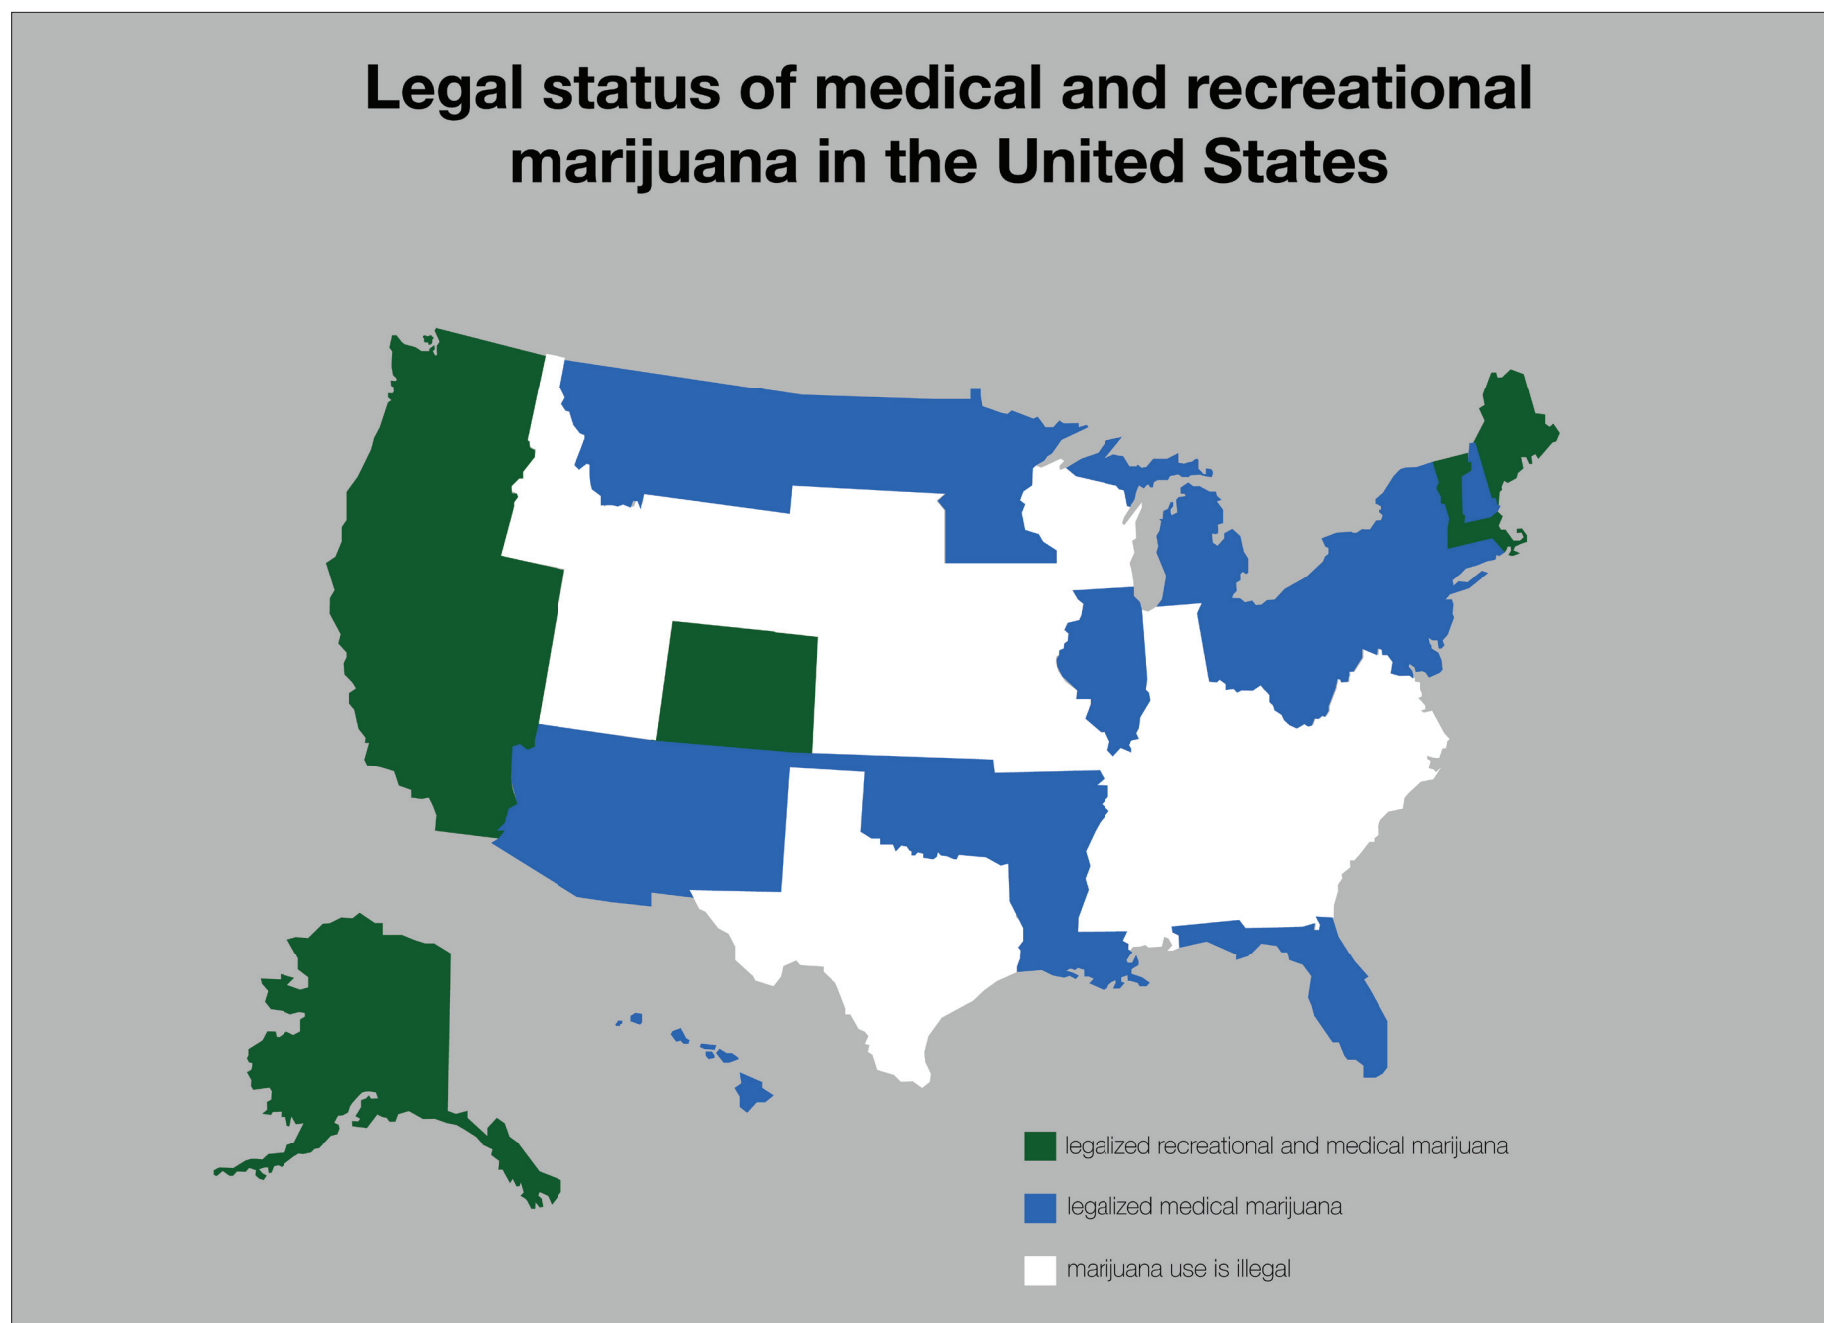 Legal status of medical and recreational
marijuana in the United States
legalized recreational and medical marijuana
legalized medical marijuana
marijuana use is illegal